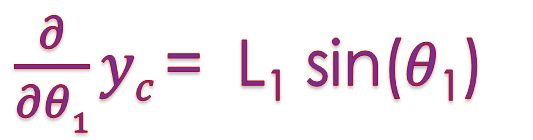 ∂/∂θ₁ y_c = L₁ sin(θ₁)